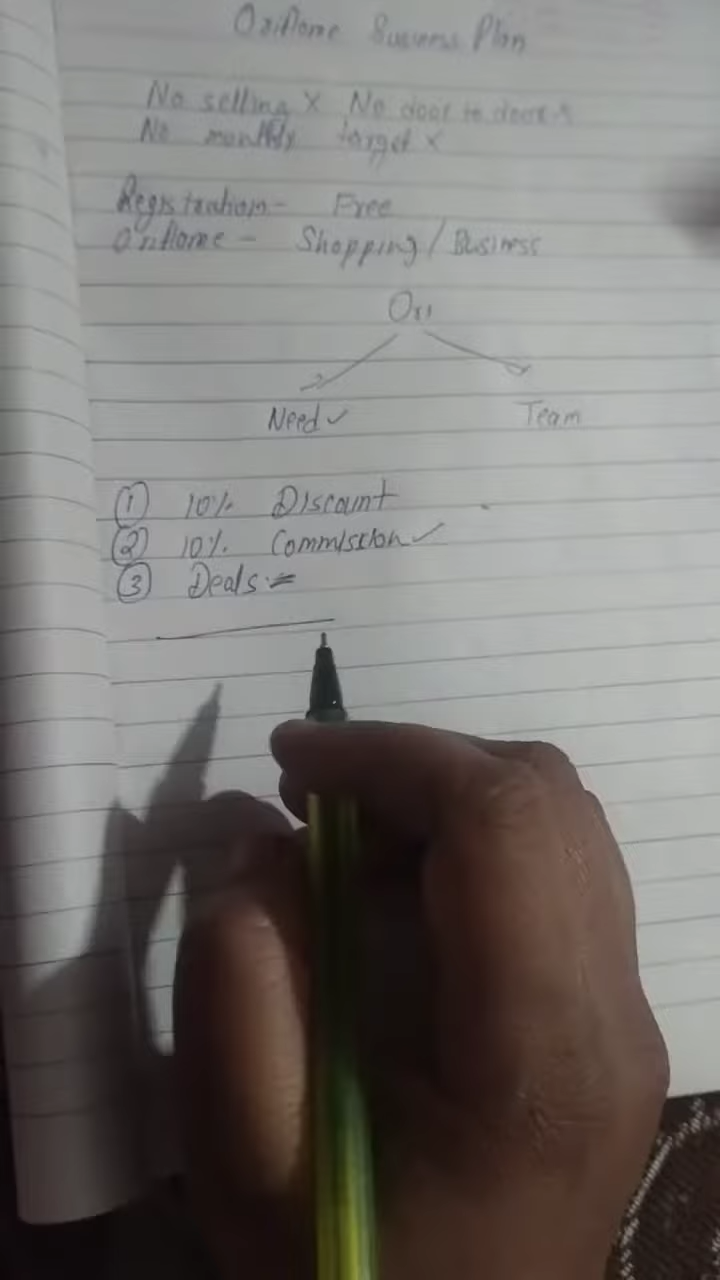 Oriflame Business Plan
No selling X No door to door X
No monthly target X
Registration - Free
Oriflame - Shopping / Business
Ori
Need ✓ Team
① 10% Discount
② 10% Commission ✓
③ Deals =